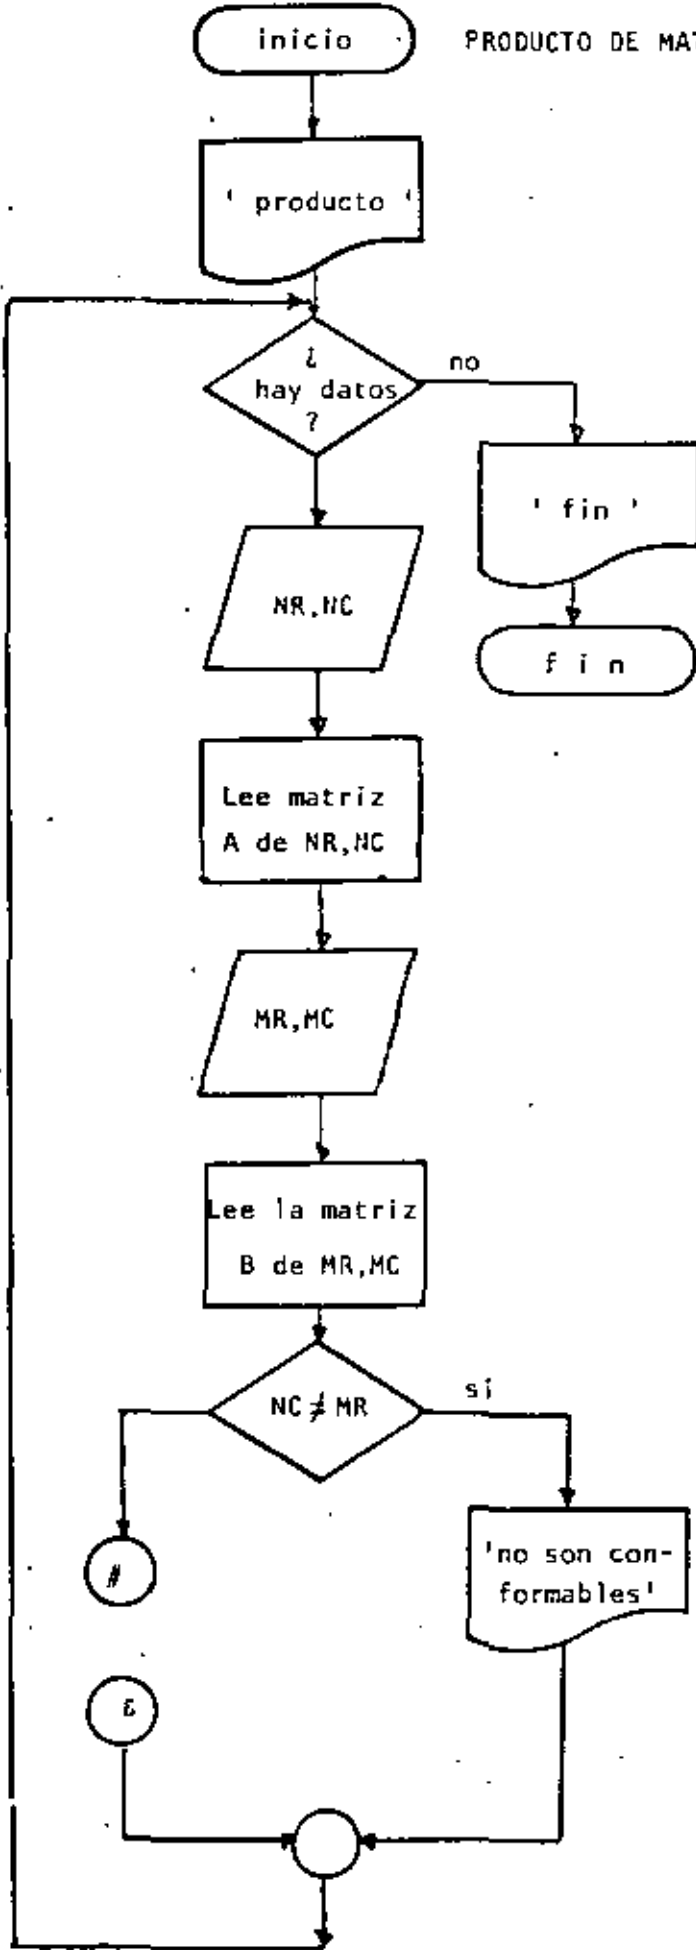 inicio
PRODUCTO DE MAT
' producto '
¿
hay datos
?
no
' fin '
f i n
NR,NC
Lee matriz
A de NR,NC
MR,MC
Lee la matriz
B de MR,MC
NC ≠ MR
sí
'no son con-
formables'
#
&